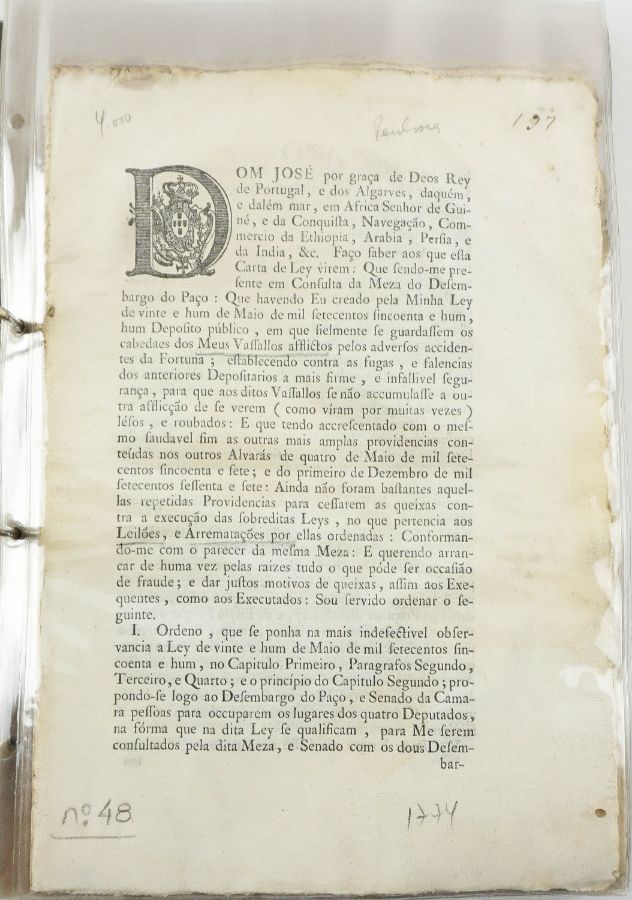 4.000
Penhora
137
DOM JOSÉ por graça de Deos Rey
de Portugal, e dos Algarves, daquém,
e dalém mar, em Africa Senhor de Gui-
né, e da Conquiſta, Navegação, Com-
mercio da Ethiopia, Arabia, Perſia, e
da India, &c. Faço ſaber aos que eſta
Carta de Ley virem: Que ſendo-me pre-
ſente em Conſulta da Meza do Deſem-
bargo do Paço: Que havendo Eu creado pela Minha Ley
de vinte e hum de Maio de mil ſetecentos ſincoenta e hum,
hum Depoſito público, em que fielmente ſe guardaſſem os
cabedaes dos Meus Vaſſallos afflictos pelos adverſos acciden-
tes da Fortuna; eſtablecendo contra as fugas, e falencias
dos anteriores Depoſitarios a mais firme, e infallivel ſegu-
rança, para que aos ditos Vaſſallos ſe não accumulaſſe a ou-
tra afflicção de ſe verem (como víram por muitas vezes)
léſos, e roubados: E que tendo accreſcentado com o meſ-
mo ſaudavel fim as outras mais amplas providencias con-
teúdas nos outros Alvarás de quatro de Maio de mil ſete-
centos ſincoenta e ſete; e do primeiro de Dezembro de mil
ſetecentos ſeſſenta e ſete: Ainda não foram baſtantes aquel-
las repetidas Providencias para ceſſarem as queixas con-
tra a execução das ſobreditas Leys, no que pertencia aos
Leilões, e Arrematações por ellas ordenadas: Conforman-
do-me com o parecer da meſma Meza: E querendo arran-
car de huma vez pelas raizes tudo o que póde ſer occaſião
de fraude; e dar juſtos motivos de queixas, aſſim aos Exe-
quentes, como aos Executados: Sou ſervido ordenar o ſe-
guinte.
I. Ordeno, que ſe ponha na mais indefectivel obſer-
vancia a Ley de vinte e hum de Maio de mil ſetecentos ſin-
coenta e hum, no Capitulo Primeiro, Paragrafos Segundo,
Terceiro, e Quarto; e o princípio do Capitulo Segundo; pro-
pondo-ſe logo ao Deſembargo do Paço, e Senado da Cama-
ra peſſoas para occuparem os lugares dos quatro Deputados,
na fórma que na dita Ley ſe qualificam, para Me ſerem
conſultados pela dita Meza, e Senado com os dous Deſem-
bar-
nº 48
1774